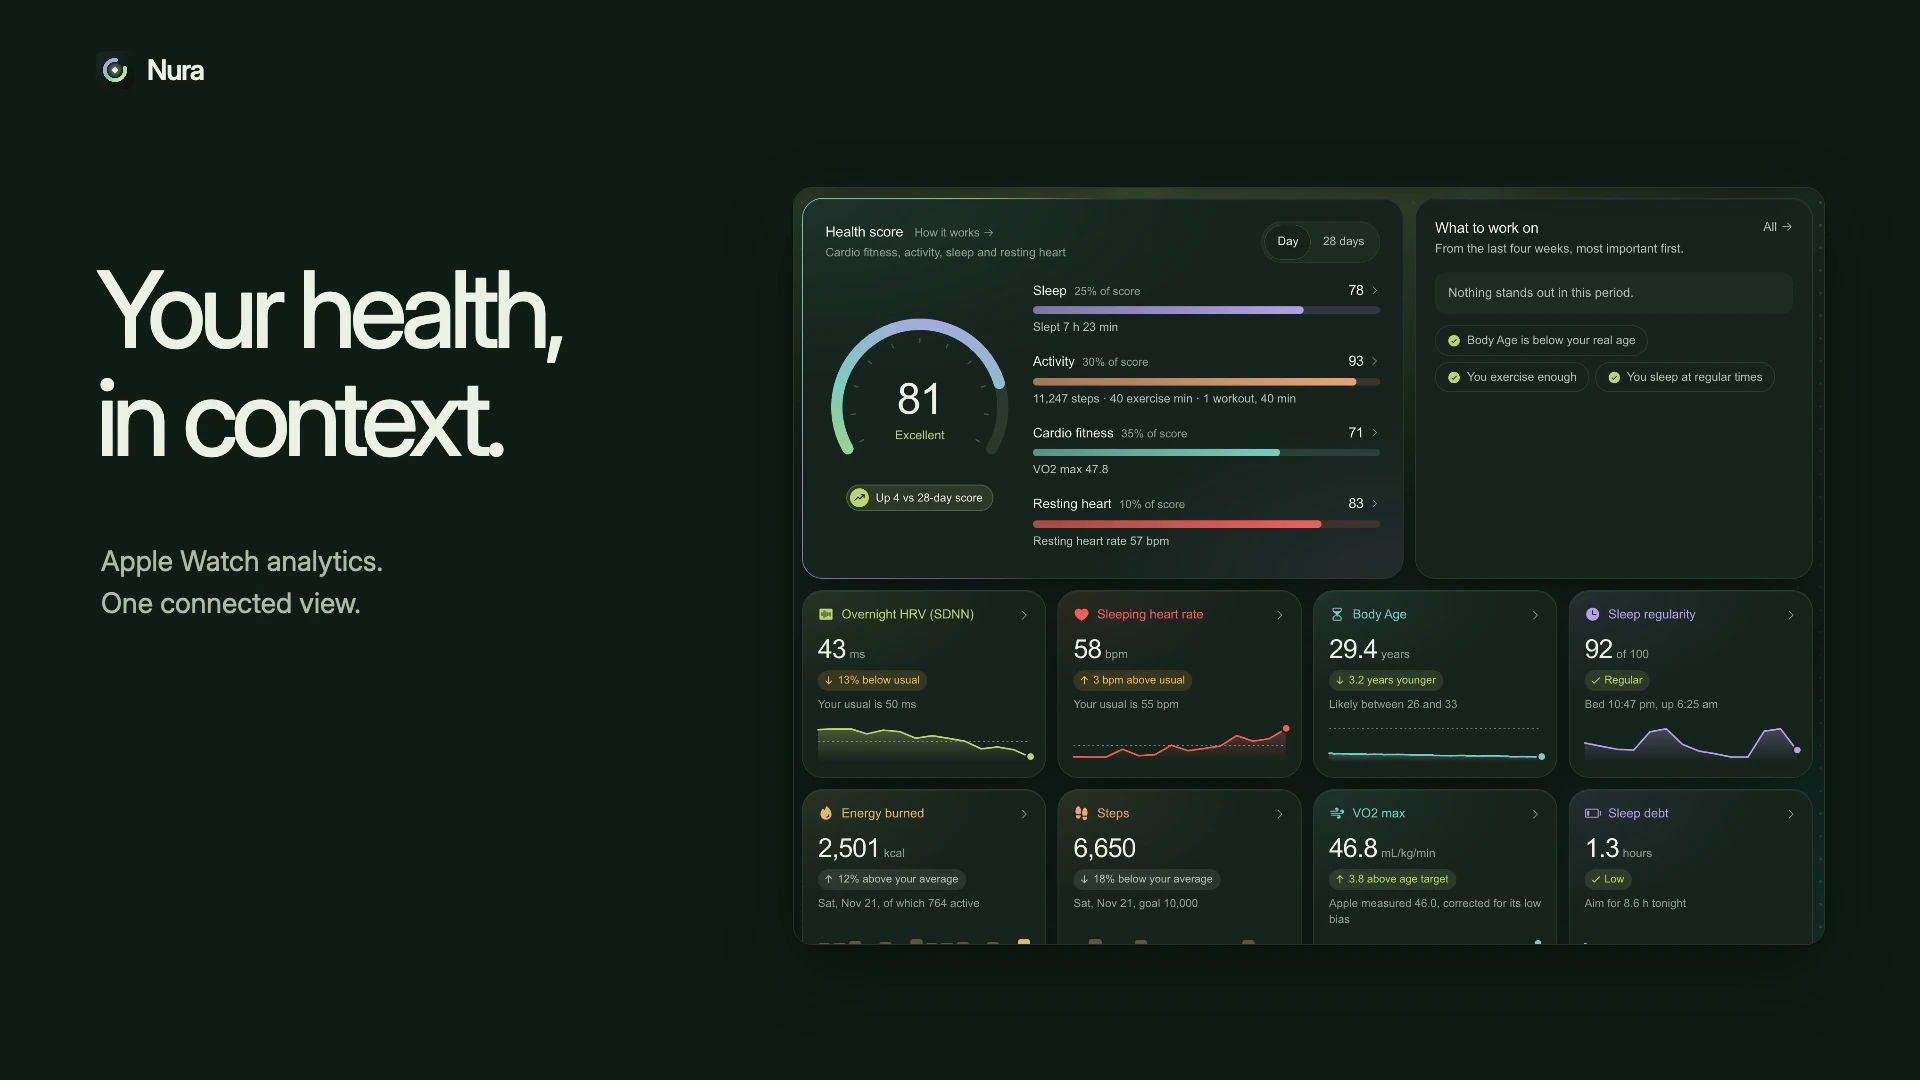 Nura
Your health,
in context.
Apple Watch analytics.
One connected view.
Health score How it works →
Cardio fitness, activity, sleep and resting heart
Day 28 days
81
Excellent
Up 4 vs 28-day score
Sleep 25% of score 78
Slept 7 h 23 min
Activity 30% of score 93
11,247 steps · 40 exercise min · 1 workout, 40 min
Cardio fitness 35% of score 71
VO2 max 47.8
Resting heart 10% of score 83
Resting heart rate 57 bpm
What to work on All →
From the last four weeks, most important first.
Nothing stands out in this period.
Body Age is below your real age
You exercise enough
You sleep at regular times
Overnight HRV (SDNN)
43 ms
↓ 13% below usual
Your usual is 50 ms
Sleeping heart rate
58 bpm
↑ 3 bpm above usual
Your usual is 55 bpm
Body Age
29.4 years
↓ 3.2 years younger
Likely between 26 and 33
Sleep regularity
92 of 100
✓ Regular
Bed 10:47 pm, up 6:25 am
Energy burned
2,501 kcal
↑ 12% above your average
Sat, Nov 21, of which 764 active
Steps
6,650
↓ 18% below your average
Sat, Nov 21, goal 10,000
VO2 max
46.8 mL/kg/min
↑ 3.8 above age target
Apple measured 46.0, corrected for its low
bias
Sleep debt
1.3 hours
✓ Low
Aim for 8.6 h tonight